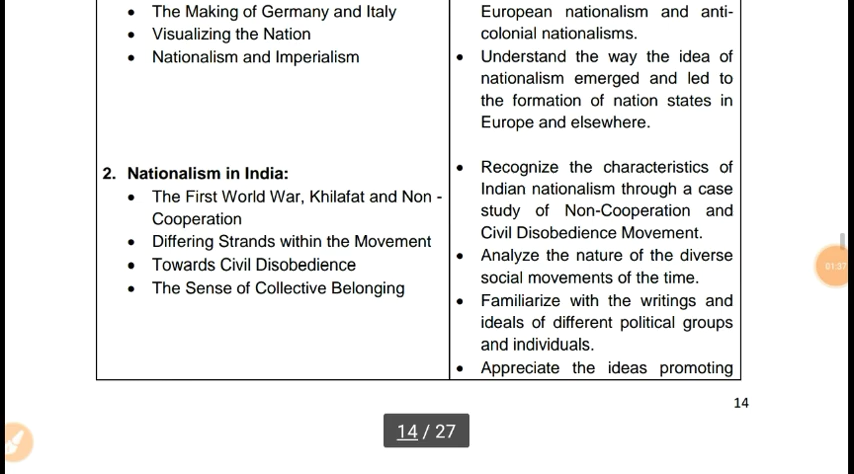 • The Making of Germany and Italy
• Visualizing the Nation
• Nationalism and Imperialism
European nationalism and anti-
colonial nationalisms.
• Understand the way the idea of
nationalism emerged and led to
the formation of nation states in
Europe and elsewhere.
2. Nationalism in India:
• The First World War, Khilafat and Non -
Cooperation
• Differing Strands within the Movement
• Towards Civil Disobedience
• The Sense of Collective Belonging
• Recognize the characteristics of
Indian nationalism through a case
study of Non-Cooperation and
Civil Disobedience Movement.
• Analyze the nature of the diverse
social movements of the time.
• Familiarize with the writings and
ideals of different political groups
and individuals.
• Appreciate the ideas promoting
14
14 / 27
01:37